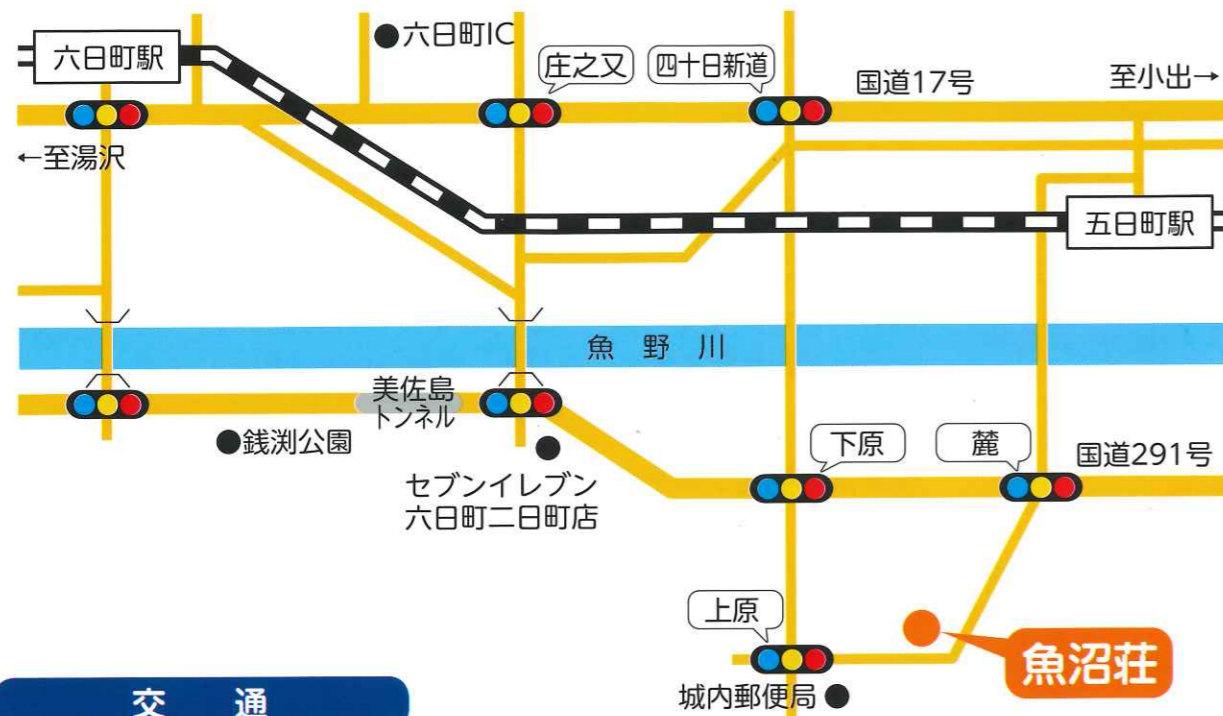 六日町駅
●六日町IC
庄之又
四十日新道
国道17号
至小出→
←至湯沢
五日町駅
魚野川
美佐島
トンネル
●銭渕公園
セブンイレブン
六日町二日町店
下原
麓
国道291号
上原
魚沼荘
城内郵便局●
交通